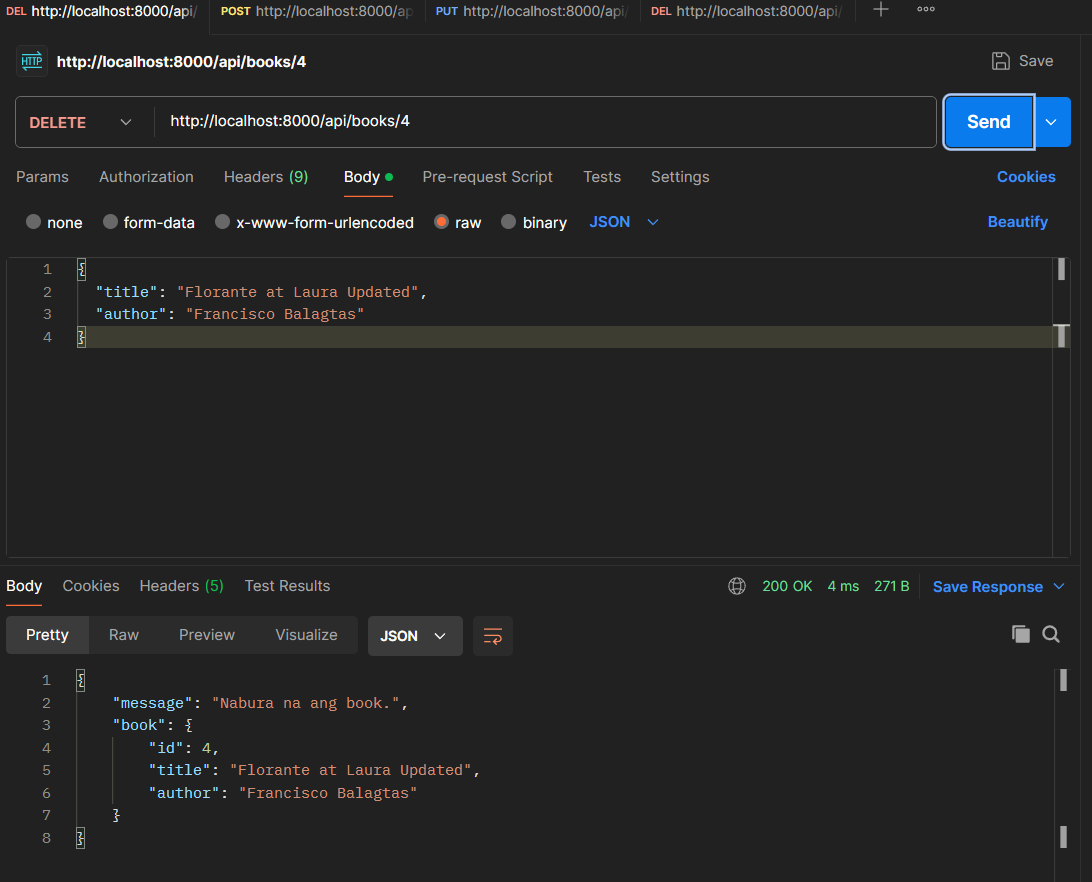 DEL http://localhost:8000/api/ POST http://localhost:8000/ap PUT http://localhost:8000/api/ DEL http://localhost:8000/api/
HTTP http://localhost:8000/api/books/4 Save
DELETE http://localhost:8000/api/books/4 Send
Params Authorization Headers (9) Body Pre-request Script Tests Settings Cookies
none form-data x-www-form-urlencoded raw binary JSON Beautify
1 {
2 "title": "Florante at Laura Updated",
3 "author": "Francisco Balagtas"
4 }
Body Cookies Headers (5) Test Results 200 OK 4 ms 271 B Save Response
Pretty Raw Preview Visualize JSON
1 {
2 "message": "Nabura na ang book.",
3 "book": {
4 "id": 4,
5 "title": "Florante at Laura Updated",
6 "author": "Francisco Balagtas"
7 }
8 }